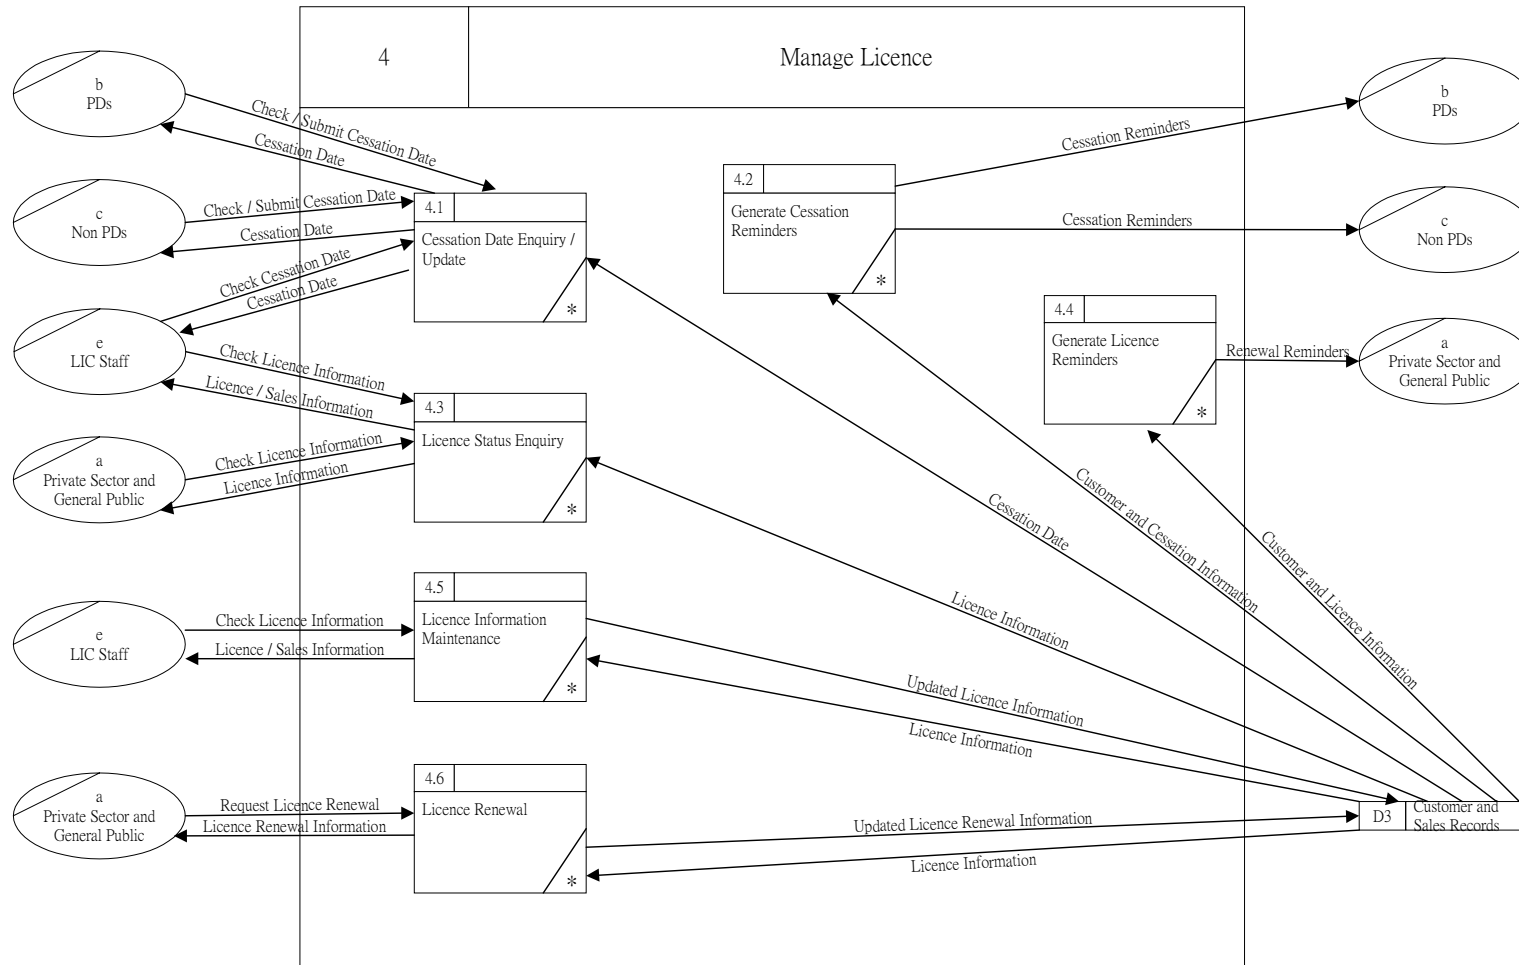 4
Manage Licence
b
PDs
Check / Submit Cessation Date
Cessation Date
c
Non PDs
Check / Submit Cessation Date
Cessation Date
e
LIC Staff
Check Cessation Date
Cessation Date
Check Licence Information
Licence / Sales Information
a
Private Sector and
General Public
Check Licence Information
Licence Information
e
LIC Staff
Check Licence Information
Licence / Sales Information
a
Private Sector and
General Public
Request Licence Renewal
Licence Renewal Information
4.1
Cessation Date Enquiry /
Update
*
4.3
Licence Status Enquiry
*
4.5
Licence Information
Maintenance
*
4.6
Licence Renewal
*
4.2
Generate Cessation
Reminders
*
4.4
Generate Licence
Reminders
*
Cessation Reminders
b
PDs
Cessation Reminders
c
Non PDs
Renewal Reminders
a
Private Sector and
General Public
Cessation Date
Customer and Cessation Information
Customer and Licence Information
Licence Information
Updated Licence Information
Licence Information
Updated Licence Renewal Information
Licence Information
D3
Customer and
Sales Records